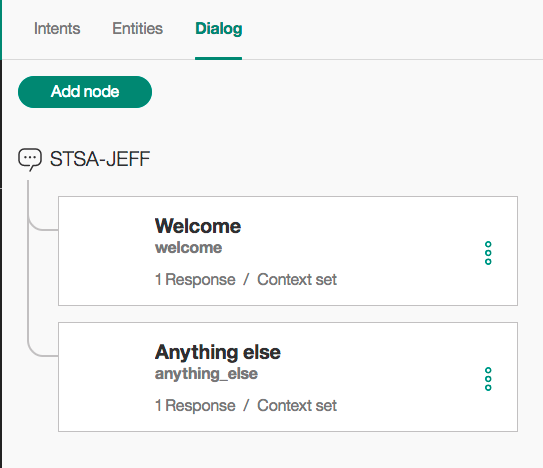 Intents Entities Dialog
Add node
STSA-JEFF
Welcome
welcome
1 Response / Context set
Anything else
anything_else
1 Response / Context set